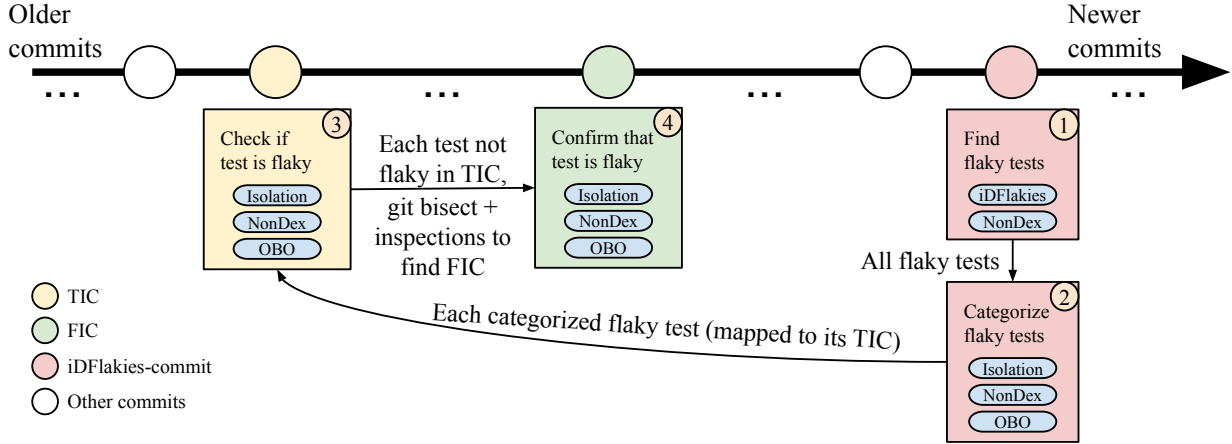 Older
commits
Newer
commits
...
...
...
...
3
Check if
test is flaky
Isolation
NonDex
OBO
Each test not
flaky in TIC,
git bisect +
inspections to
find FIC
4
Confirm that
test is flaky
Isolation
NonDex
OBO
1
Find
flaky tests
iDFlakies
NonDex
All flaky tests
2
Categorize
flaky tests
Isolation
NonDex
OBO
Each categorized flaky test (mapped to its TIC)
TIC
FIC
iDFlakies-commit
Other commits